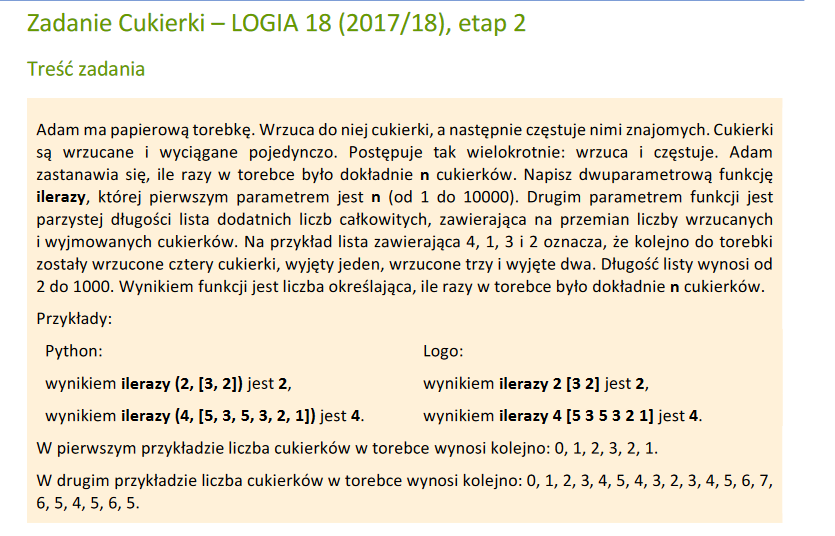 Zadanie Cukierki – LOGIA 18 (2017/18), etap 2
Treść zadania
Adam ma papierową torebkę. Wrzuca do niej cukierki, a następnie częstuje nimi znajomych. Cukierki
są wrzucane i wyciągane pojedynczo. Postępuje tak wielokrotnie: wrzuca i częstuje. Adam
zastanawia się, ile razy w torebce było dokładnie n cukierków. Napisz dwuparametrową funkcję
ilerazy, której pierwszym parametrem jest n (od 1 do 10000). Drugim parametrem funkcji jest
parzystej długości lista dodatnich liczb całkowitych, zawierająca na przemian liczby wrzucanych
i wyjmowanych cukierków. Na przykład lista zawierająca 4, 1, 3 i 2 oznacza, że kolejno do torebki
zostały wrzucone cztery cukierki, wyjęty jeden, wrzucone trzy i wyjęte dwa. Długość listy wynosi od
2 do 1000. Wynikiem funkcji jest liczba określająca, ile razy w torebce było dokładnie n cukierków.
Przykłady:
Python: Logo:
wynikiem ilerazy (2, [3, 2]) jest 2, wynikiem ilerazy 2 [3 2] jest 2,
wynikiem ilerazy (4, [5, 3, 5, 3, 2, 1]) jest 4. wynikiem ilerazy 4 [5 3 5 3 2 1] jest 4.
W pierwszym przykładzie liczba cukierków w torebce wynosi kolejno: 0, 1, 2, 3, 2, 1.
W drugim przykładzie liczba cukierków w torebce wynosi kolejno: 0, 1, 2, 3, 4, 5, 4, 3, 2, 3, 4, 5, 6, 7,
6, 5, 4, 5, 6, 5.